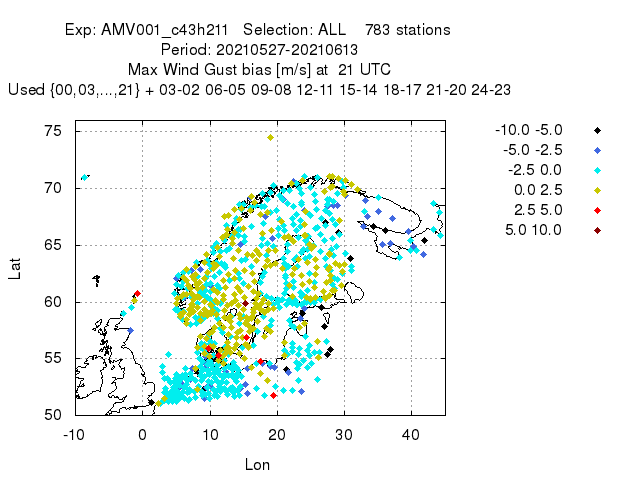 Exp: AMV001_c43h211   Selection: ALL    783 stations
Period: 20210527-20210613
Max Wind Gust bias [m/s] at  21 UTC
Used {00,03,...,21} + 03-02 06-05 09-08 12-11 15-14 18-17 21-20 24-23
-10.0 -5.0
-5.0 -2.5
-2.5 0.0
0.0 2.5
2.5 5.0
5.0 10.0
75
70
65
60
55
50
Lat
-10 0 10 20 30 40
Lon